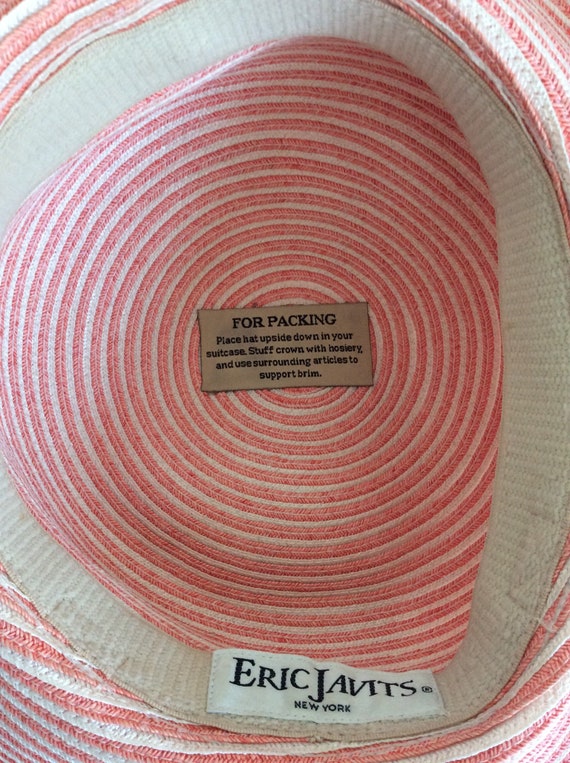 FOR PACKING
Place hat upside down in your
suitcase. Stuff crown with hosiery,
and use surrounding articles to
support brim.
ERIC JAVITS ®
NEW YORK